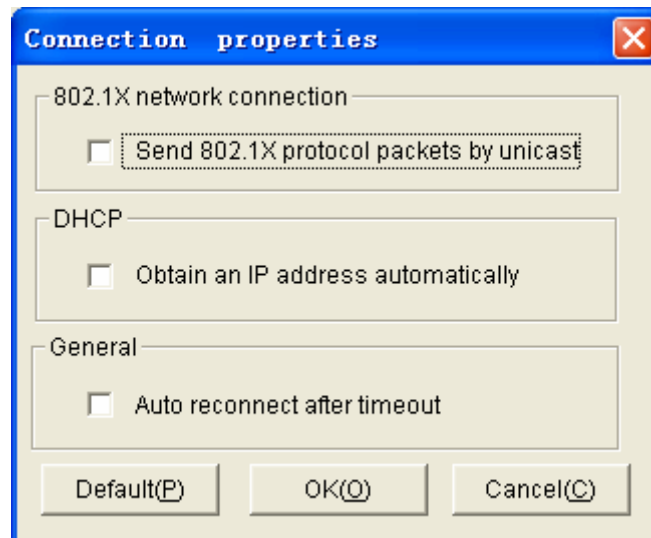 Connection properties
802.1X network connection
Send 802.1X protocol packets by unicast
DHCP
Obtain an IP address automatically
General
Auto reconnect after timeout
Default(P) OK(O) Cancel(C)